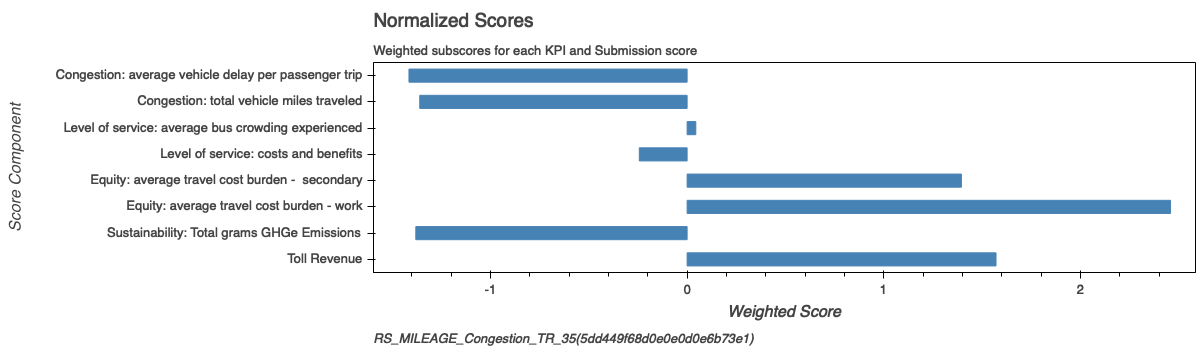 Normalized Scores
Weighted subscores for each KPI and Submission score
Score Component
Congestion: average vehicle delay per passenger trip
Congestion: total vehicle miles traveled
Level of service: average bus crowding experienced
Level of service: costs and benefits
Equity: average travel cost burden -  secondary
Equity: average travel cost burden - work
Sustainability: Total grams GHGe Emissions
Toll Revenue
-1 0 1 2
Weighted Score
RS_MILEAGE_Congestion_TR_35(5dd449f68d0e0e0d0e6b73e1)